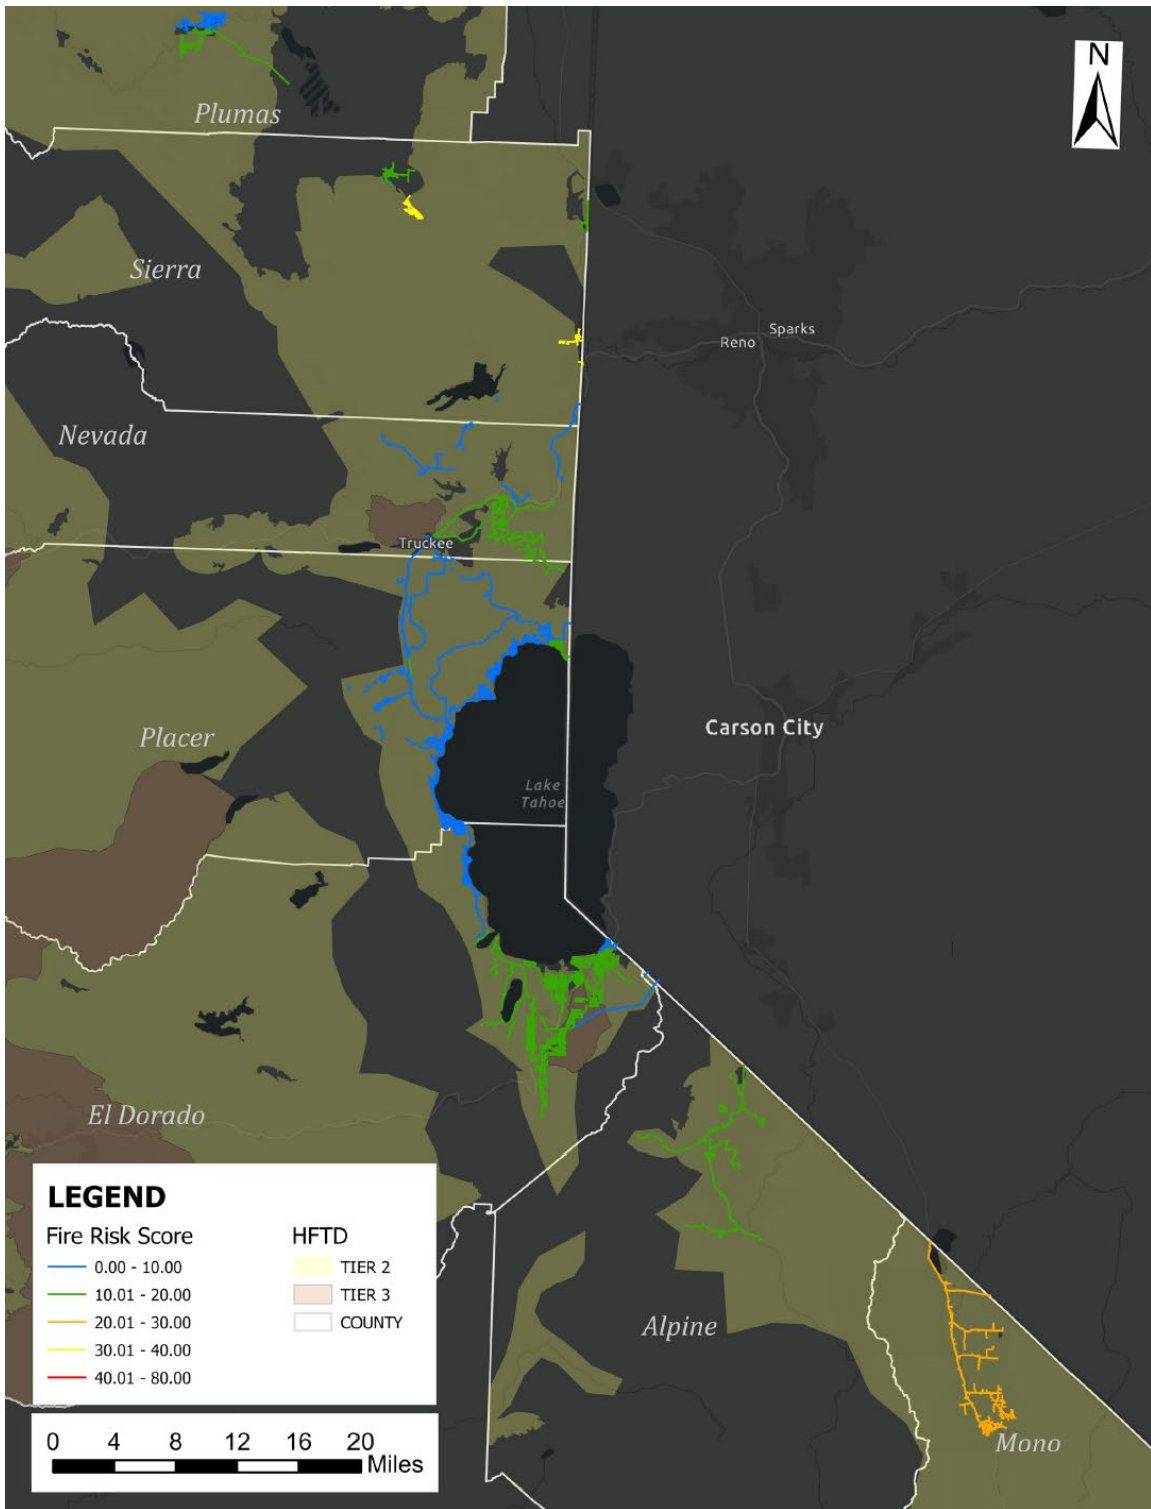 N
Plumas
Sierra
Sparks
Reno
Nevada
Truckee
Placer
Carson City
Lake
Tahoe
El Dorado
LEGEND
Fire Risk Score
HFTD
0.00 - 10.00
TIER 2
10.01 - 20.00
TIER 3
20.01 - 30.00
COUNTY
30.01 - 40.00
40.01 - 80.00
Alpine
Mono
0 4 8 12 16 20
Miles